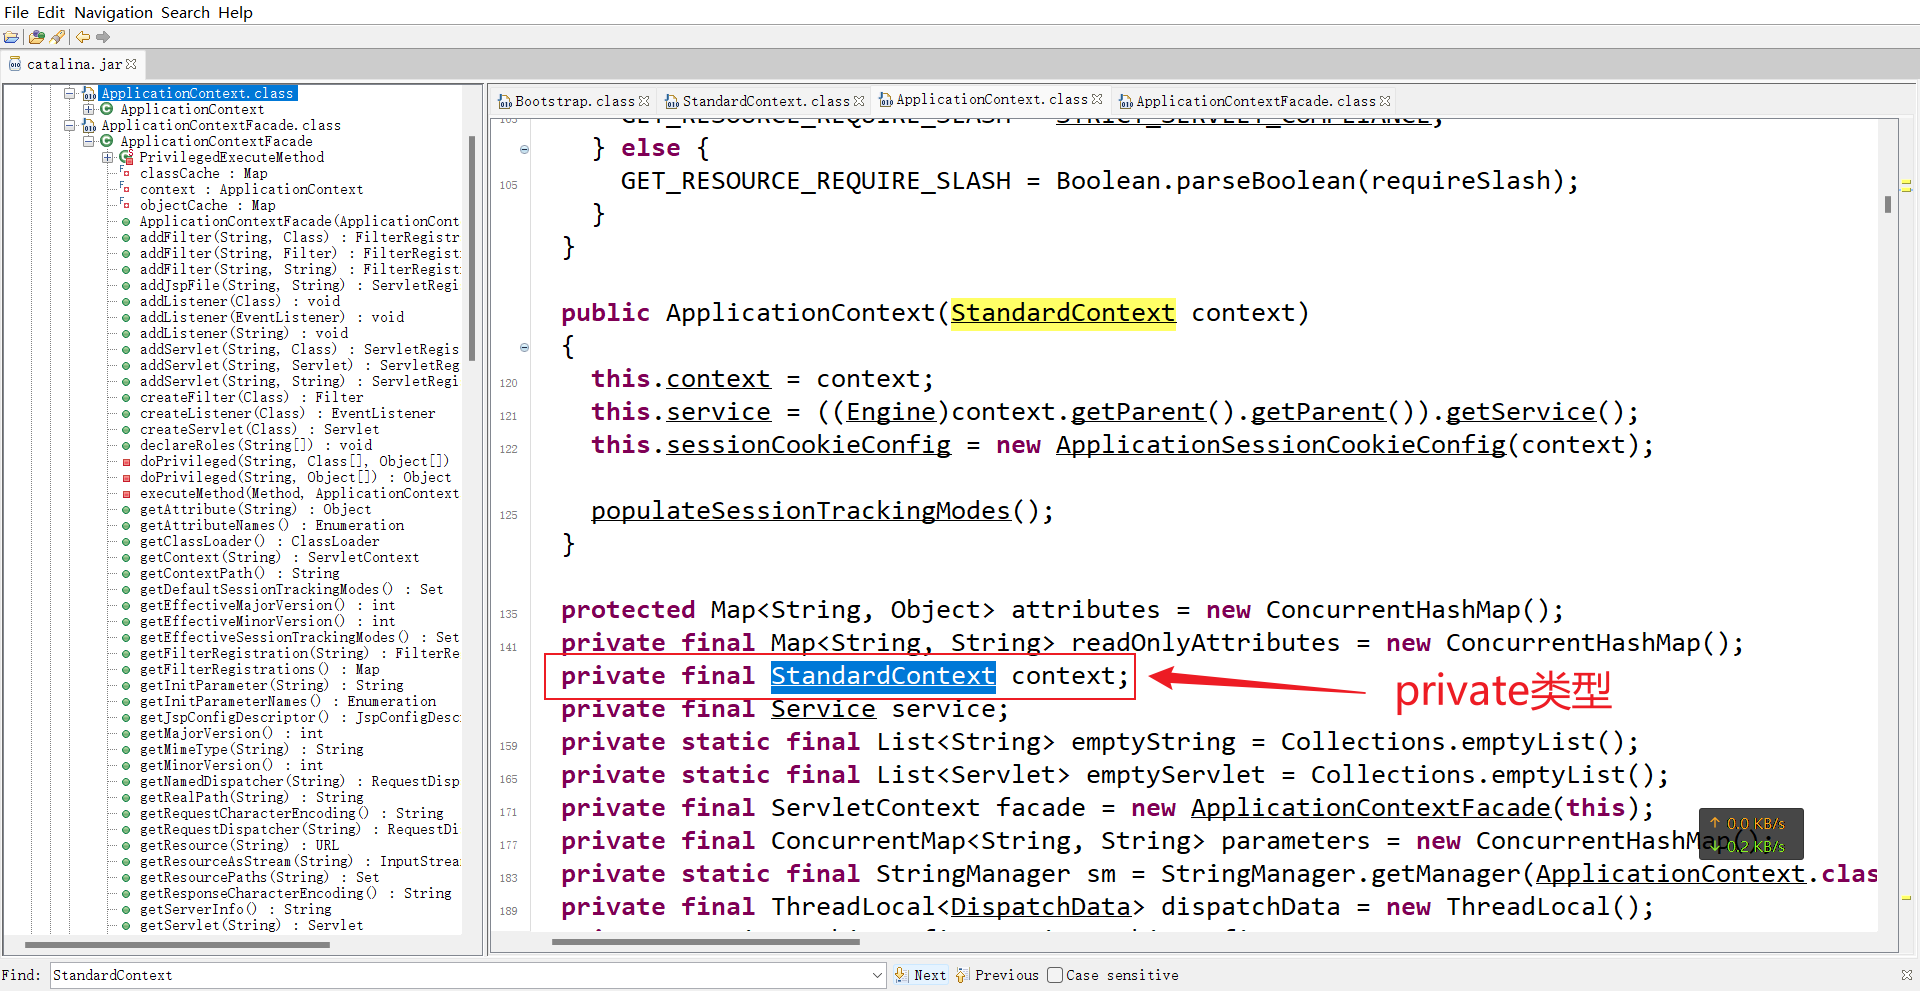 File Edit Navigation Search Help
catalina.jar
ApplicationContext.class
ApplicationContext
ApplicationContextFacade.class
ApplicationContextFacade
PrivilegedExecuteMethod
classCache : Map
context : ApplicationContext
objectCache : Map
ApplicationContextFacade(ApplicationCont
addFilter(String, Class) : FilterRegistr
addFilter(String, Filter) : FilterRegist
addFilter(String, String) : FilterRegist
addJspFile(String, String) : ServletRegi
addListener(Class) : void
addListener(EventListener) : void
addListener(String) : void
addServlet(String, Class) : ServletRegis
addServlet(String, Servlet) : ServletReg
addServlet(String, String) : ServletRegi
createFilter(Class) : Filter
createListener(Class) : EventListener
createServlet(Class) : Servlet
declareRoles(String[]) : void
doPrivileged(String, Class[], Object[])
doPrivileged(String, Object[]) : Object
executeMethod(Method, ApplicationContext
getAttribute(String) : Object
getAttributeNames() : Enumeration
getClassLoader() : ClassLoader
getContext(String) : ServletContext
getContextPath() : String
getDefaultSessionTrackingModes() : Set
getEffectiveMajorVersion() : int
getEffectiveMinorVersion() : int
getEffectiveSessionTrackingModes() : Set
getFilterRegistration(String) : FilterRe
getFilterRegistrations() : Map
getInitParameter(String) : String
getInitParameterNames() : Enumeration
getJspConfigDescriptor() : JspConfigDesc
getMajorVersion() : int
getMimeType(String) : String
getMinorVersion() : int
getNamedDispatcher(String) : RequestDisp
getRealPath(String) : String
getRequestCharacterEncoding() : String
getRequestDispatcher(String) : RequestDi
getResource(String) : URL
getResourceAsStream(String) : InputStrea
getResourcePaths(String) : Set
getResponseCharacterEncoding() : String
getServerInfo() : String
getServlet(String) : Servlet
Bootstrap.class StandardContext.class ApplicationContext.class ApplicationContextFacade.class
103 GET_RESOURCE_REQUIRE_SLASH = STRICT_SERVLET_COMPLIANCE;
} else {
105 GET_RESOURCE_REQUIRE_SLASH = Boolean.parseBoolean(requireSlash);
}
}
public ApplicationContext(StandardContext context)
{
120 this.context = context;
121 this.service = ((Engine)context.getParent().getParent()).getService();
122 this.sessionCookieConfig = new ApplicationSessionCookieConfig(context);
125 populateSessionTrackingModes();
}
135 protected Map<String, Object> attributes = new ConcurrentHashMap();
141 private final Map<String, String> readOnlyAttributes = new ConcurrentHashMap();
private final StandardContext context;
private类型
private final Service service;
159 private static final List<String> emptyString = Collections.emptyList();
165 private static final List<Servlet> emptyServlet = Collections.emptyList();
171 private final ServletContext facade = new ApplicationContextFacade(this);
177 private final ConcurrentMap<String, String> parameters = new ConcurrentHashMap();
183 private static final StringManager sm = StringManager.getManager(ApplicationContext.clas
189 private final ThreadLocal<DispatchData> dispatchData = new ThreadLocal();
↑ 0.0 KB/s
↓ 0.2 KB/s
Find: StandardContext Next Previous Case sensitive